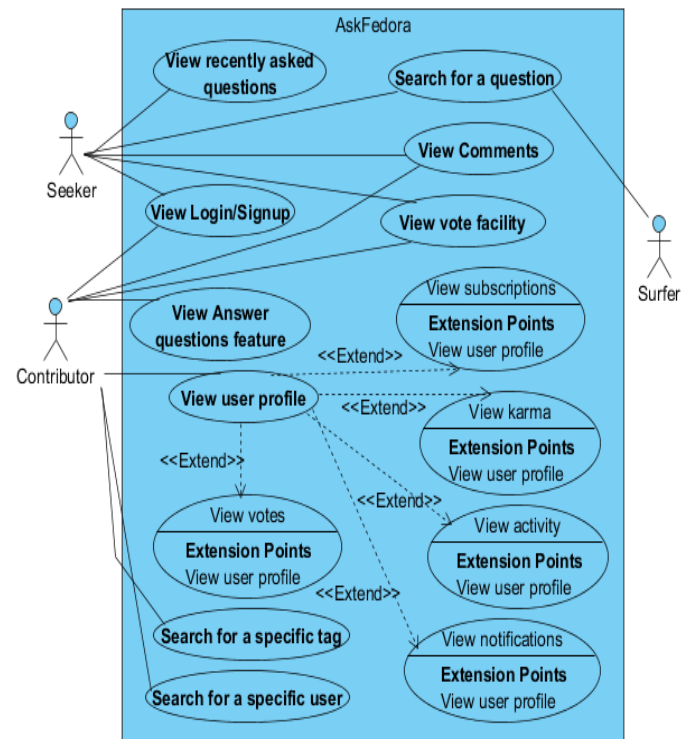 AskFedora
View recently asked
questions
Search for a question
Seeker
View Comments
View Login/Signup
View vote facility
Surfer
View subscriptions
Extension Points
View user profile
View Answer
questions feature
<<Extend>>
Contributor
View user profile
<<Extend>>
View karma
Extension Points
View user profile
<<Extend>>
<<Extend>>
View votes
Extension Points
View user profile
View activity
Extension Points
View user profile
<<Extend>>
Search for a specific tag
View notifications
Extension Points
View user profile
Search for a specific user